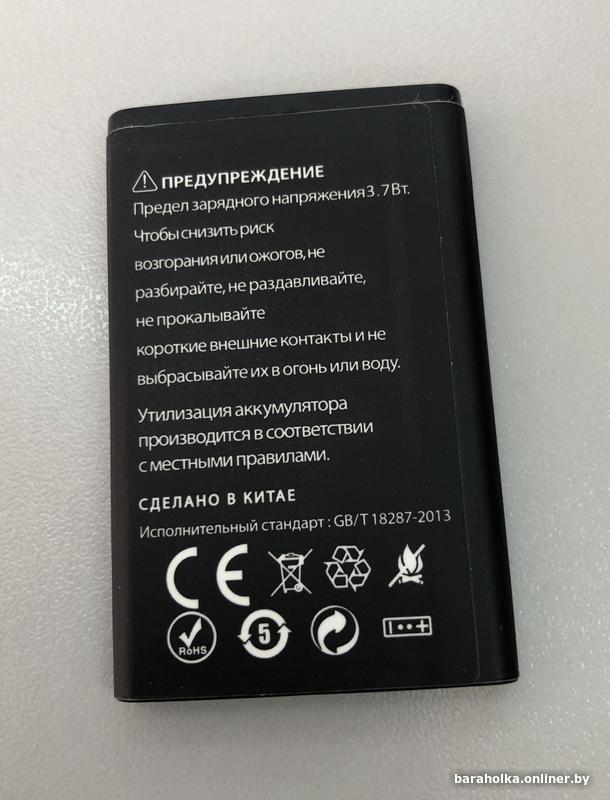 ПРЕДУПРЕЖДЕНИЕ
Предел зарядного напряжения 3.7Вт.
Чтобы снизить риск
возгорания или ожогов, не
разбирайте, не раздавливайте,
не прокалывайте
короткие внешние контакты и не
выбрасывайте их в огонь или воду.
Утилизация аккумулятора
производится в соответствии
с местными правилами.
СДЕЛАНО В КИТАЕ
Исполнительный стандарт : GB/T 18287-2013
CE
RoHS
5
baraholka.onliner.by